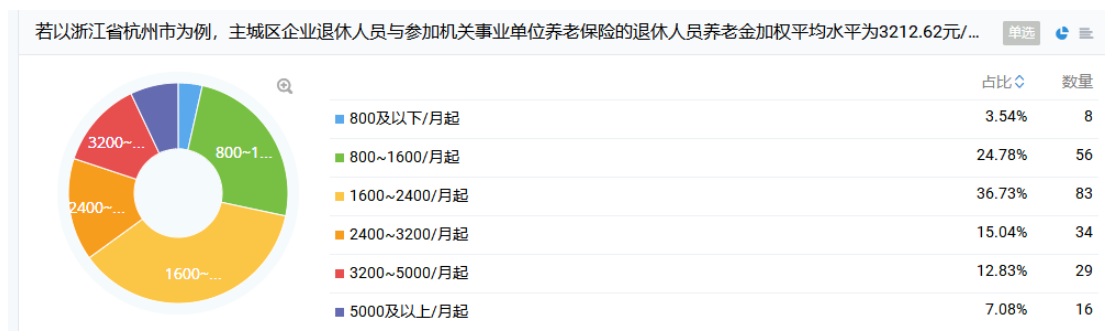 若以浙江省杭州市为例，主城区企业退休人员与参加机关事业单位养老保险的退休人员养老金加权平均水平为3212.62元/... 单选
占比 数量
800及以下/月起 3.54% 8
800~1600/月起 24.78% 56
1600~2400/月起 36.73% 83
2400~3200/月起 15.04% 34
3200~5000/月起 12.83% 29
5000及以上/月起 7.08% 16
3200~...
800~1...
2400~...
1600~...